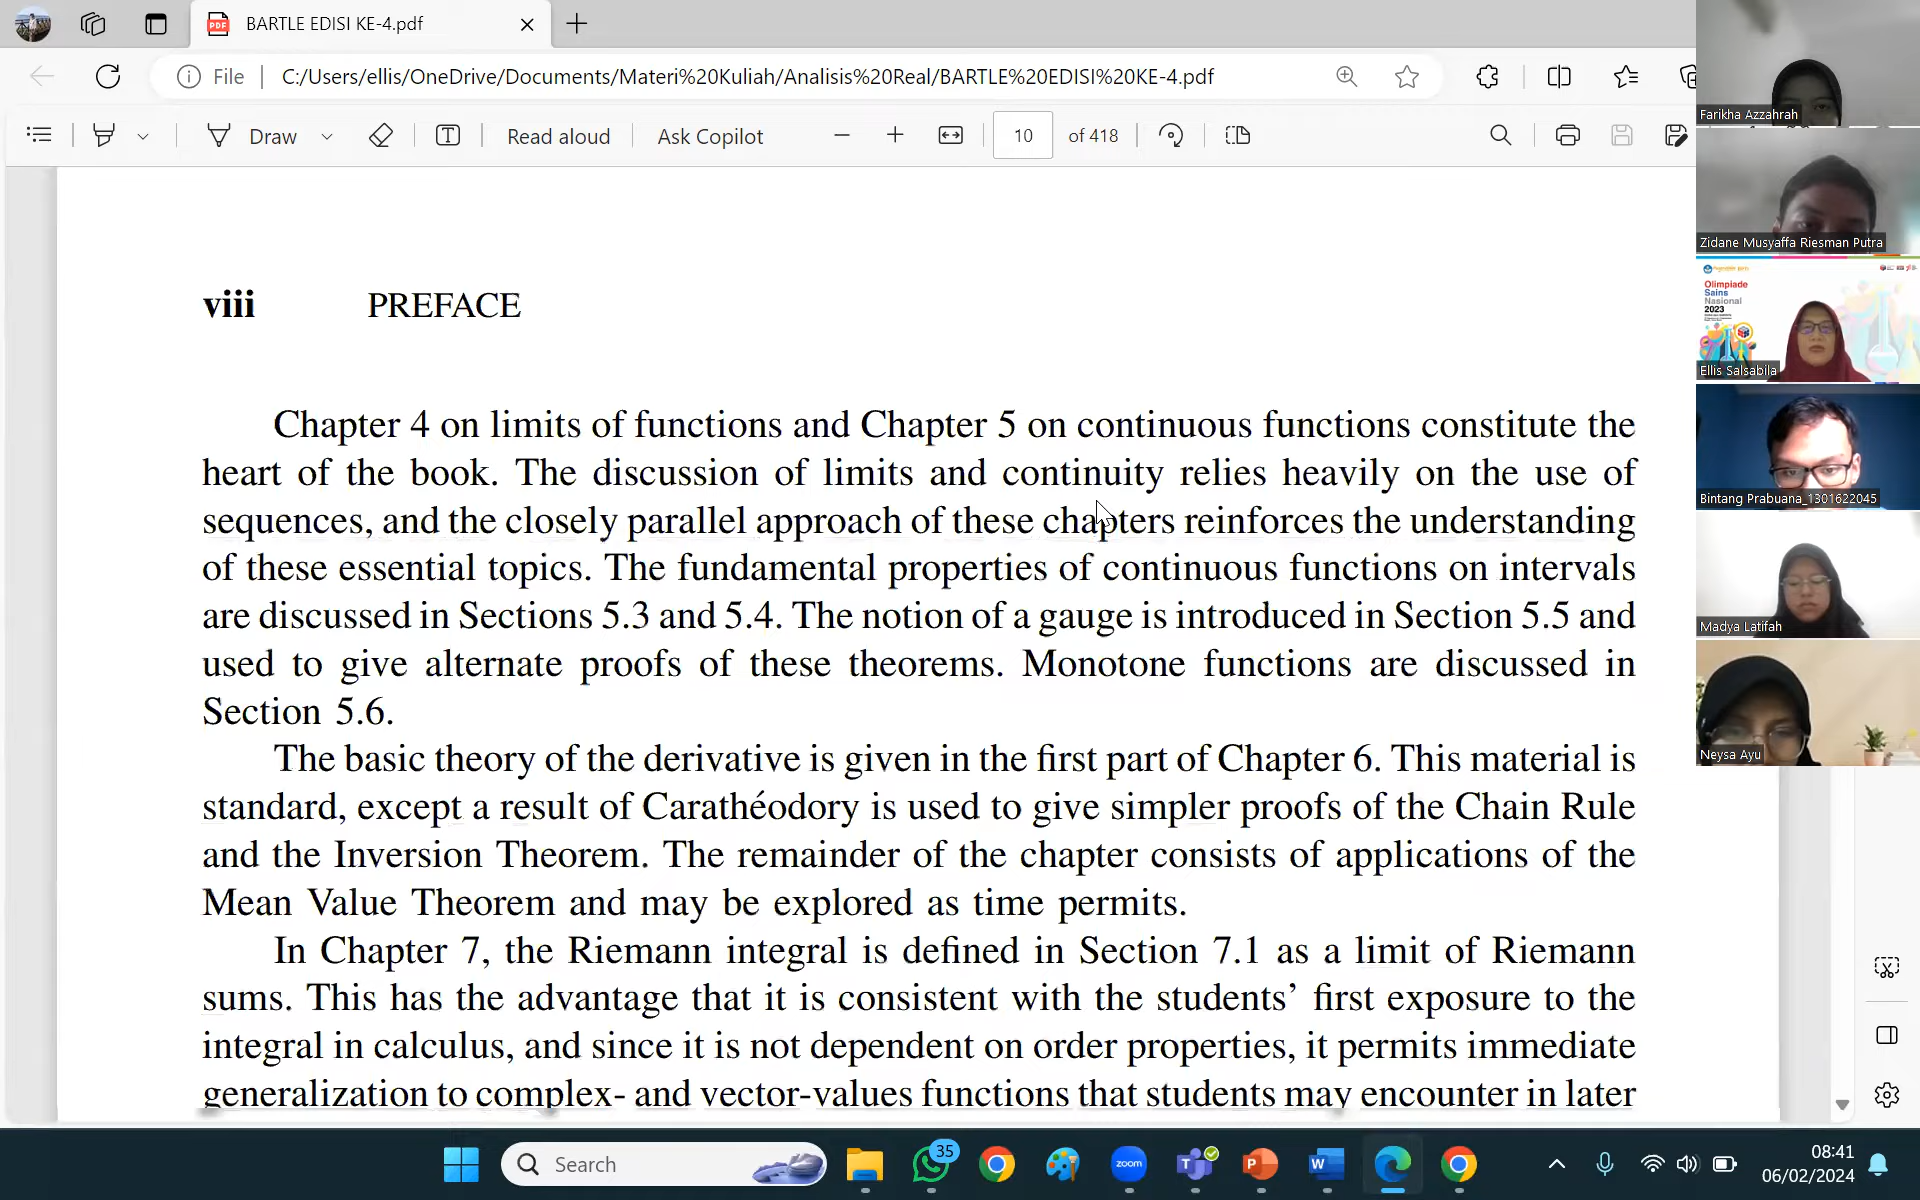 BARTLE EDISI KE-4.pdf
File
C:/Users/ellis/OneDrive/Documents/Materi%20Kuliah/Analisis%20Real/BARTLE%20EDISI%20KE-4.pdf
Draw
Read aloud
Ask Copilot
10
of 418
viii PREFACE
Chapter 4 on limits of functions and Chapter 5 on continuous functions constitute the
heart of the book. The discussion of limits and continuity relies heavily on the use of
sequences, and the closely parallel approach of these chapters reinforces the understanding
of these essential topics. The fundamental properties of continuous functions on intervals
are discussed in Sections 5.3 and 5.4. The notion of a gauge is introduced in Section 5.5 and
used to give alternate proofs of these theorems. Monotone functions are discussed in
Section 5.6.
The basic theory of the derivative is given in the first part of Chapter 6. This material is
standard, except a result of Carathéodory is used to give simpler proofs of the Chain Rule
and the Inversion Theorem. The remainder of the chapter consists of applications of the
Mean Value Theorem and may be explored as time permits.
In Chapter 7, the Riemann integral is defined in Section 7.1 as a limit of Riemann
sums. This has the advantage that it is consistent with the students’ first exposure to the
integral in calculus, and since it is not dependent on order properties, it permits immediate
generalization to complex- and vector-values functions that students may encounter in later
Farikha Azzahrah
Zidane Musyaffa Riesman Putra
Olimpiade
Sains
Nasional
2023
Ellis Salsabila
Bintang Prabuana_1301622045
Madya Latifah
Neysa Ayu
Search
35
zoom
08:41
06/02/2024